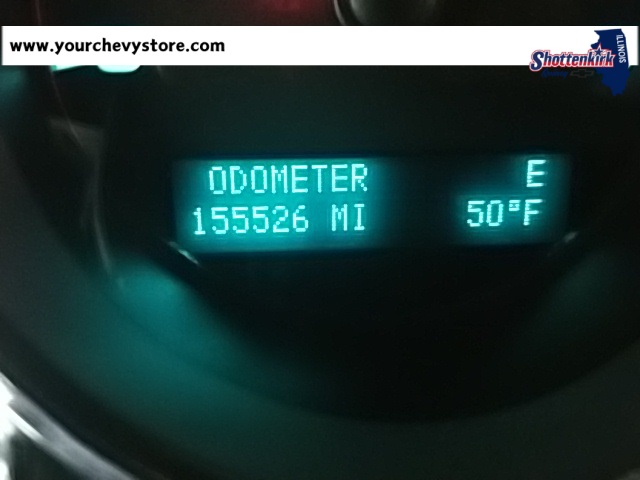 www.yourchevystore.com
Shottenkirk
ILLINOIS
ODOMETER E
155526 MI 50°F